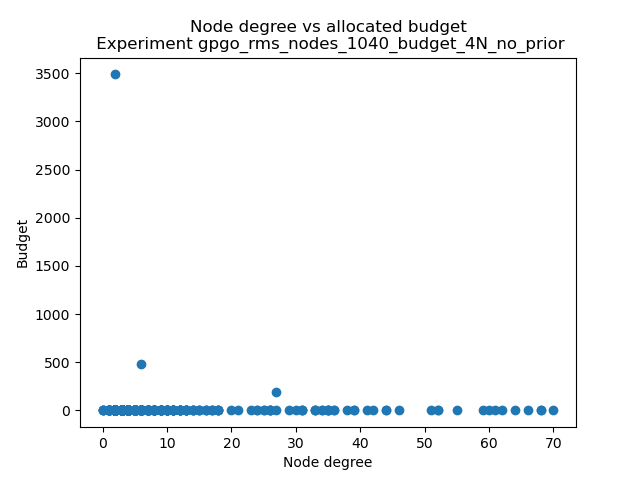 Node degree vs allocated budget
Experiment gpgo_rms_nodes_1040_budget_4N_no_prior
3500
3000
2500
2000
1500
1000
500
0
Budget
0 10 20 30 40 50 60 70
Node degree